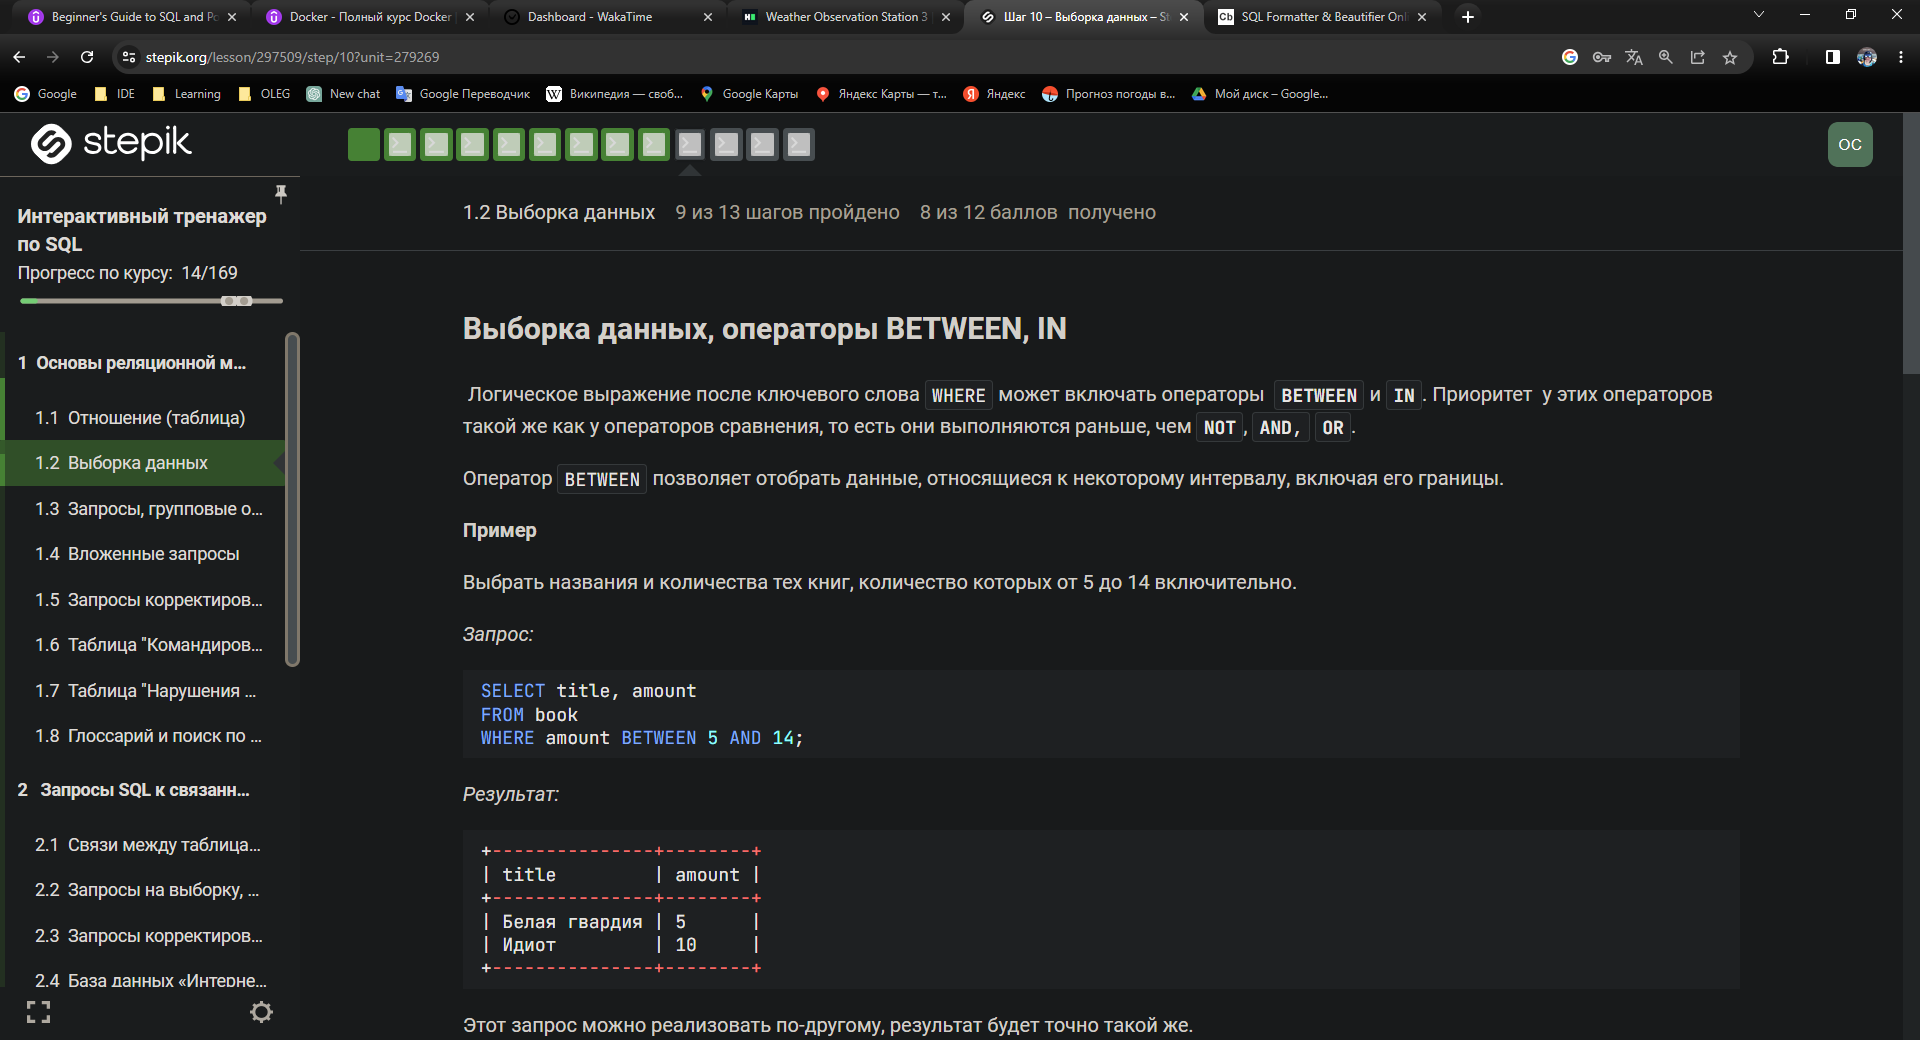 Beginner's Guide to SQL and Po
Docker - Полный курс Docker
Dashboard - WakaTime
Weather Observation Station 3
Шаг 10 – Выборка данных – St
Cb SQL Formatter & Beautifier Onl
stepik.org/lesson/297509/step/10?unit=279269
Google
IDE
Learning
OLEG
New chat
Google Переводчик
W Википедия — своб...
Google Карты
Яндекс Карты — т...
Я Яндекс
Прогноз погоды в...
Мой диск – Google...
stepik
OC
Интерактивный тренажер
по SQL
Прогресс по курсу: 14/169
1 Основы реляционной м...
1.1 Отношение (таблица)
1.2 Выборка данных
1.3 Запросы, групповые о...
1.4 Вложенные запросы
1.5 Запросы корректиров...
1.6 Таблица "Командиров...
1.7 Таблица "Нарушения ...
1.8 Глоссарий и поиск по ...
2 Запросы SQL к связанн...
2.1 Связи между таблица...
2.2 Запросы на выборку, ...
2.3 Запросы корректиров...
2.4 База данных «Интерне...
1.2 Выборка данных 9 из 13 шагов пройдено 8 из 12 баллов получено
Выборка данных, операторы BETWEEN, IN
Логическое выражение после ключевого слова WHERE может включать операторы BETWEEN и IN. Приоритет у этих операторов
такой же как у операторов сравнения, то есть они выполняются раньше, чем NOT, AND, OR.
Оператор BETWEEN позволяет отобрать данные, относящиеся к некоторому интервалу, включая его границы.
Пример
Выбрать названия и количества тех книг, количество которых от 5 до 14 включительно.
Запрос:
SELECT title, amount
FROM book
WHERE amount BETWEEN 5 AND 14;
Результат:
+---------------+--------+
| title         | amount |
+---------------+--------+
| Белая гвардия | 5      |
| Идиот         | 10     |
+---------------+--------+
Этот запрос можно реализовать по-другому, результат будет точно такой же.